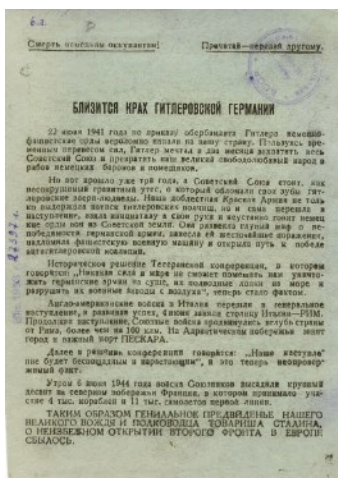 Смерть немецким оккупантам! Прочитай—передай другому.
БЛИЗИТСЯ КРАХ ГИТЛЕРОВСКОЙ ГЕРМАНИИ
22 июня 1941 года по приказу обербандита Гитлера немецко-
фашистские орды вероломно напали на нашу страну. Пользуясь вре-
менным перевесом сил, Гитлер мечтал в два месяца захватить весь
Советский Союз и превратить наш великий свободолюбивый народ в
рабов немецких баронов и помещиков.
Но вот прошло уже три года, а Советский Союз стоит, как
несокрушимый гранитный утес, о который обломали свои зубы гит-
леровские звери-людоеды. Наша доблестная Красная Армия не только
выдержала натиск гитлеровских полчищ, но и сама перешла в
наступление, взяла инициативу в свои руки и неустанно гонит немец-
кие орды вон из Советской земли. Она развеяла глупый миф о не-
победимости германской армии, нанесла ей жесточайшие поражения,
надломила фашистскую военную машину и открыла путь к победе
антигитлеровской коалиции.
Историческое решение Тегеранской конференции, в котором
говорится: „Никакая сила в мире не сможет помешать нам уничто-
жать германские армии на суше, их подводные лодки на море и
разрушать их военные заводы с воздуха“, теперь стало фактом.
Англо-американские войска в Италии перешли в генеральное
наступление, и развивая успех, 4 июня заняли столицу Италии—РИМ.
Продолжая наступление, Союзные войска продвинулись вглубь страны
от Рима, более чем на 100 клм. На Адриатическом побережьи занят
город и важный порт ПЕСКАРА.
Далее в решении конференции говорится: „Наше наступле-
ние будет беспощадным и нарастающим“, и это теперь неопровер-
жимый факт.
Утром 6 июня 1944 года войска Союзников высадили крупный
десант на северном побережьи Франции, в котором принимало уча-
стие 4 тыс. кораблей и 11 тыс. самолетов первой линии.
ТАКИМ ОБРАЗОМ ГЕНИАЛЬНОЕ ПРЕДВИДЕНЬЕ НАШЕГО
ВЕЛИКОГО ВОЖДЯ И ПОЛКОВОДЦА ТОВАРИЩА СТАЛИНА,
О НЕИЗБЕЖНОМ ОТКРЫТИИ ВТОРОГО ФРОНТА В ЕВРОПЕ
СБЫЛОСЬ.